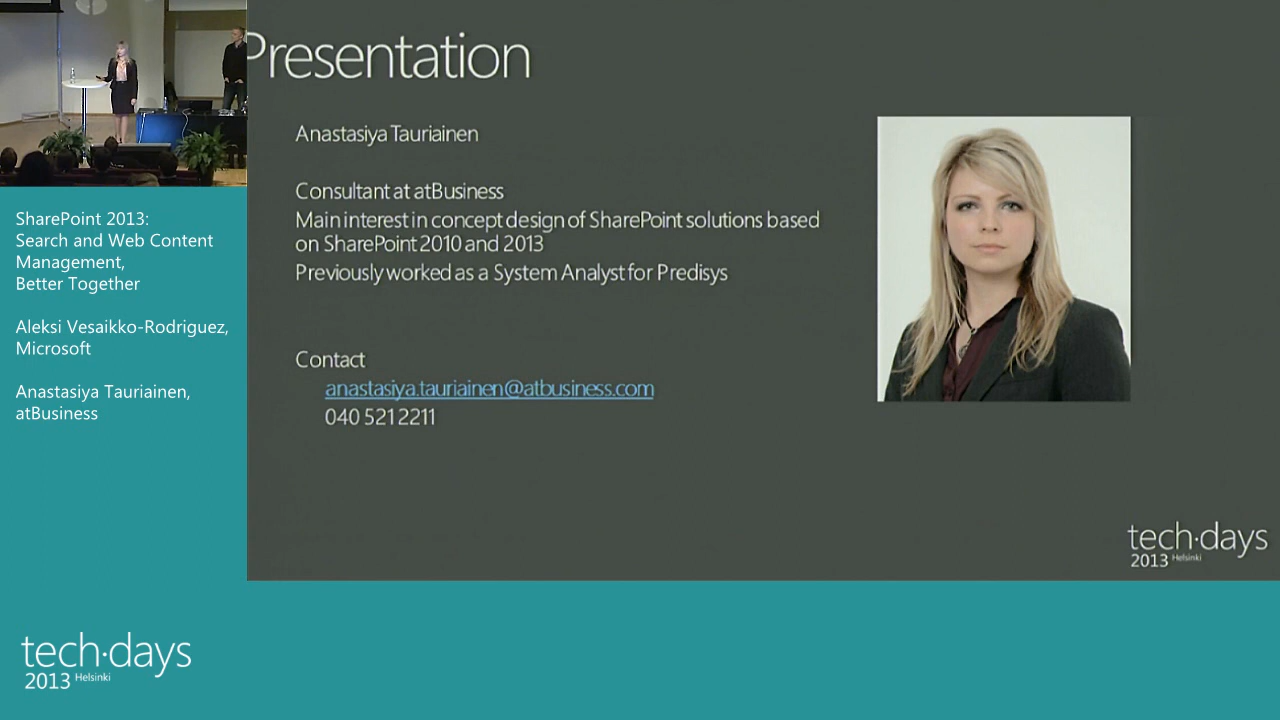 Presentation
Anastasiya Tauriainen
Consultant at atBusiness
Main interest in concept design of SharePoint solutions based
on SharePoint 2010 and 2013
Previously worked as a System Analyst for Predisys
Contact
anastasiya.tauriainen@atbusiness.com
040 5212211
tech·days
2013 Helsinki
SharePoint 2013:
Search and Web Content
Management,
Better Together
Aleksi Vesaikko-Rodriguez,
Microsoft
Anastasiya Tauriainen,
atBusiness
tech·days
2013 Helsinki